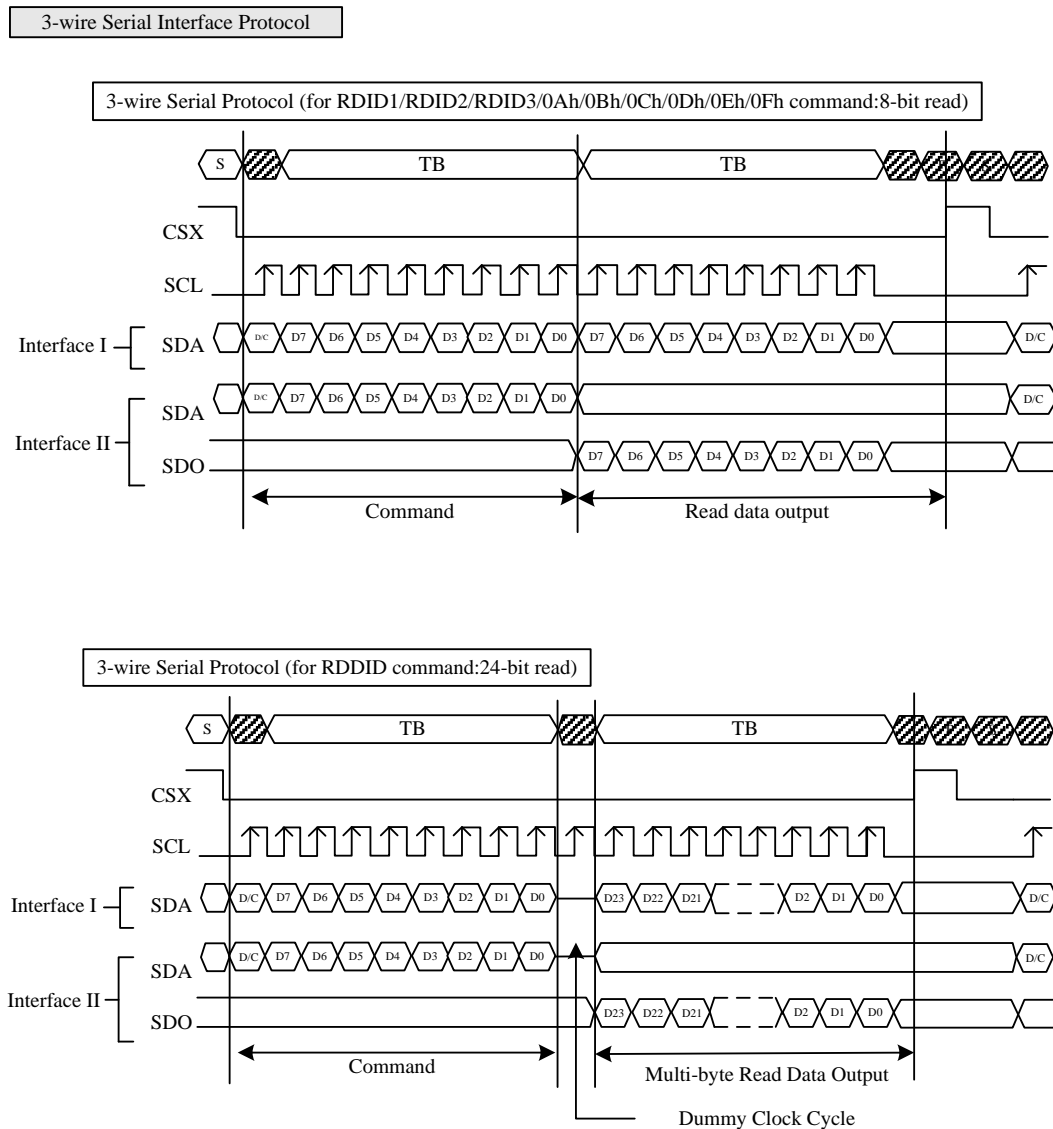 3-wire Serial Interface Protocol
3-wire Serial Protocol (for RDID1/RDID2/RDID3/0Ah/0Bh/0Ch/0Dh/0Eh/0Fh command:8-bit read)
S TB TB
CSX
SCL
Interface I SDA D/C D7 D6 D5 D4 D3 D2 D1 D0 D7 D6 D5 D4 D3 D2 D1 D0 D/C
SDA D/C D7 D6 D5 D4 D3 D2 D1 D0 D/C
Interface II
SDO D7 D6 D5 D4 D3 D2 D1 D0
Command Read data output
3-wire Serial Protocol (for RDDID command:24-bit read)
S TB TB
CSX
SCL
Interface I SDA D/C D7 D6 D5 D4 D3 D2 D1 D0 D23 D22 D21 D2 D1 D0 D/C
SDA D/C D7 D6 D5 D4 D3 D2 D1 D0 D/C
Interface II
SDO D23 D22 D21 D2 D1 D0
Command Multi-byte Read Data Output
Dummy Clock Cycle